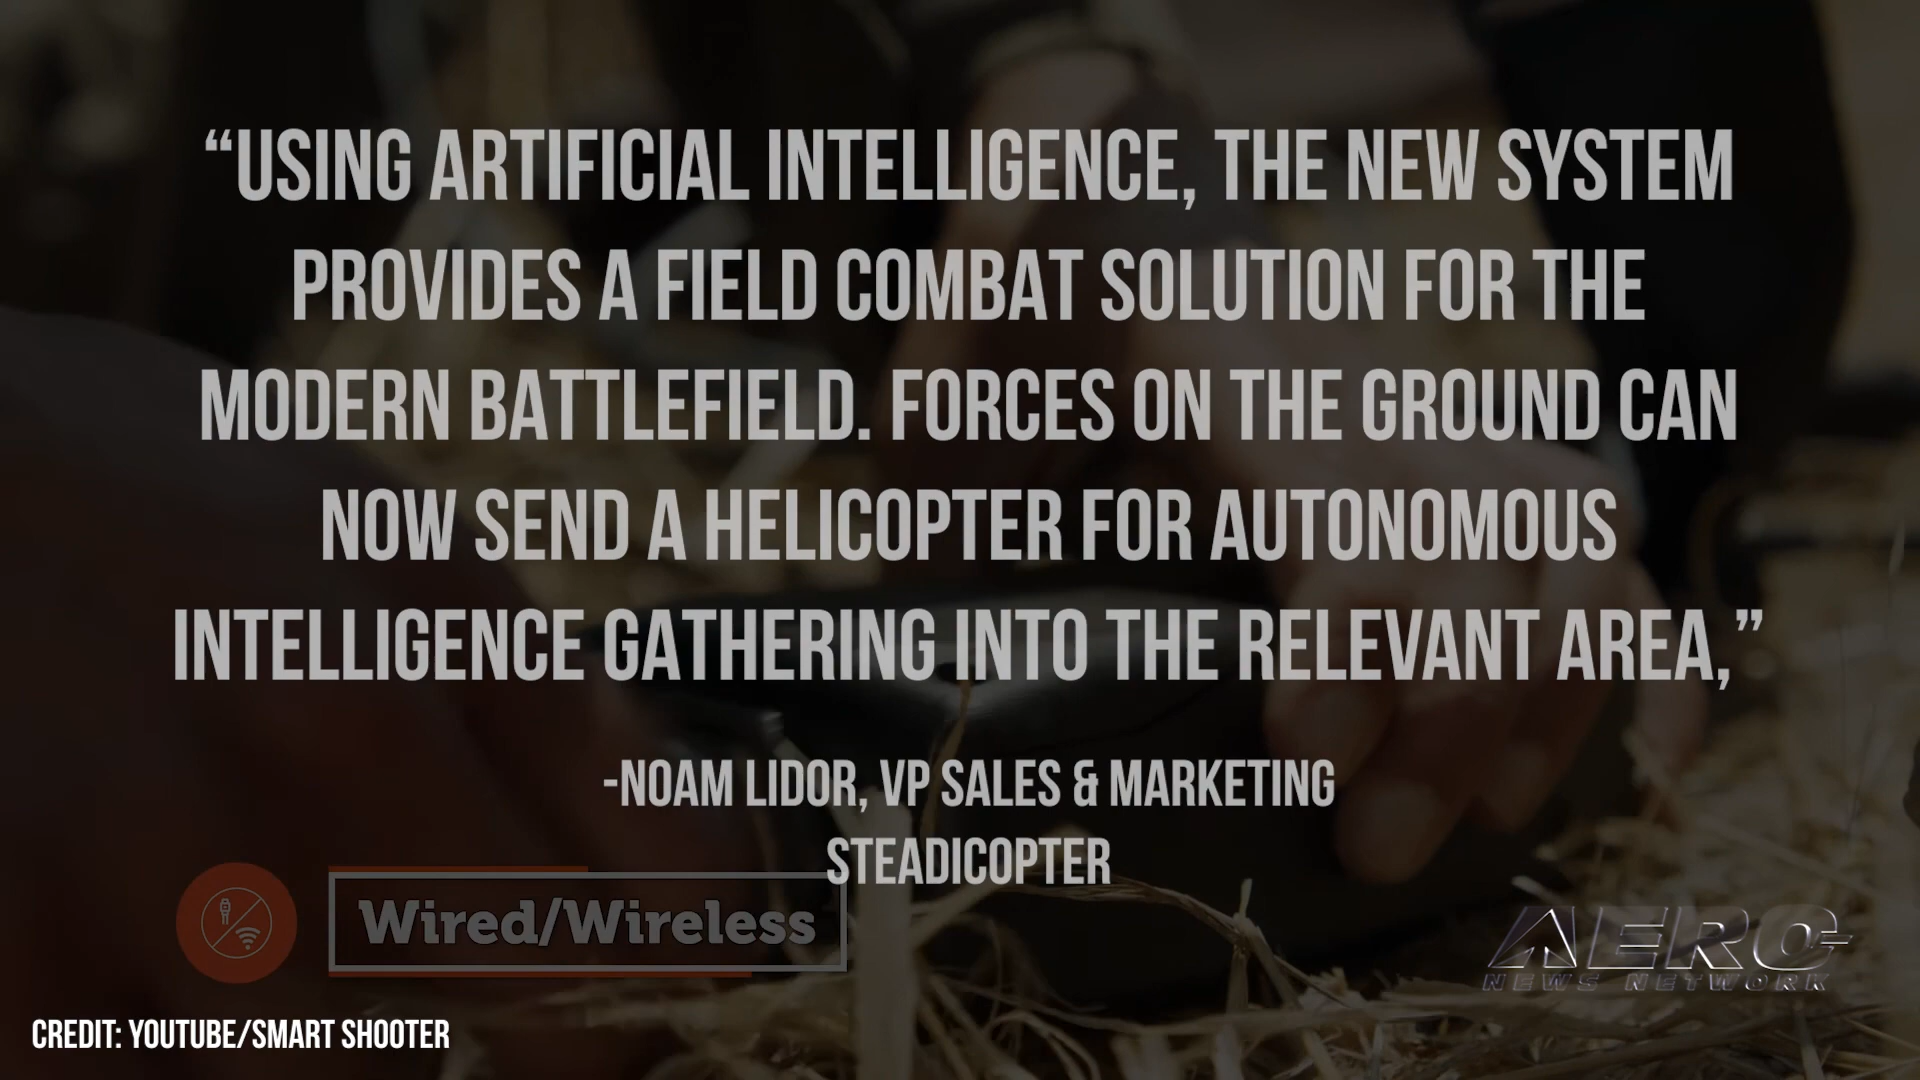 “USING ARTIFICIAL INTELLIGENCE, THE NEW SYSTEM
PROVIDES A FIELD COMBAT SOLUTION FOR THE
MODERN BATTLEFIELD. FORCES ON THE GROUND CAN
NOW SEND A HELICOPTER FOR AUTONOMOUS
INTELLIGENCE GATHERING INTO THE RELEVANT AREA,”
-NOAM LIDOR, VP SALES & MARKETING
STEADICOPTER
Wired/Wireless
AERO-
NEWS NETWORK
CREDIT: YOUTUBE/SMART SHOOTER